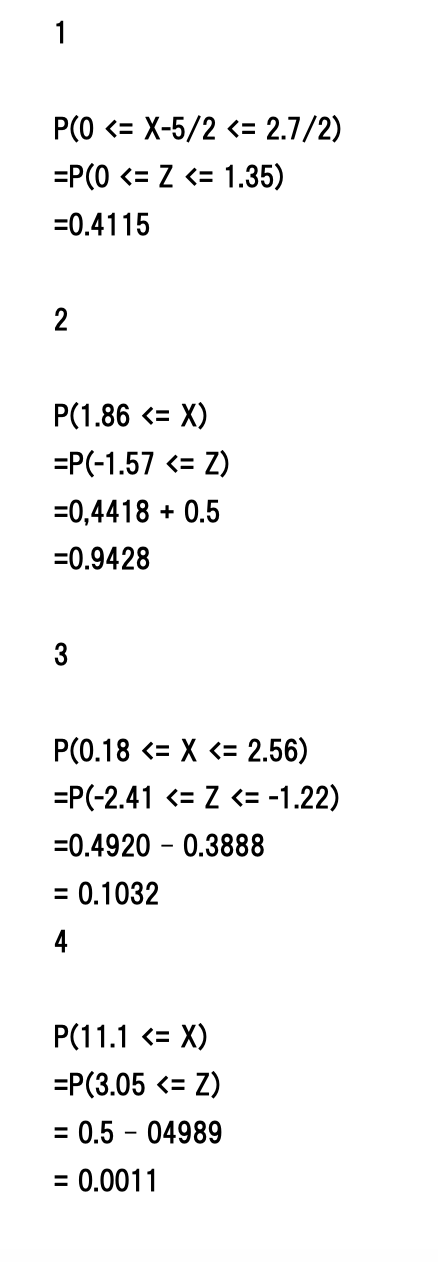 1
P(0 <= X-5/2 <= 2.7/2)
=P(0 <= Z <= 1.35)
=0.4115
2
P(1.86 <= X)
=P(-1.57 <= Z)
=0,4418 + 0.5
=0.9428
3
P(0.18 <= X <= 2.56)
=P(-2.41 <= Z <= -1.22)
=0.4920 - 0.3888
= 0.1032
4
P(11.1 <= X)
=P(3.05 <= Z)
= 0.5 - 04989
= 0.0011